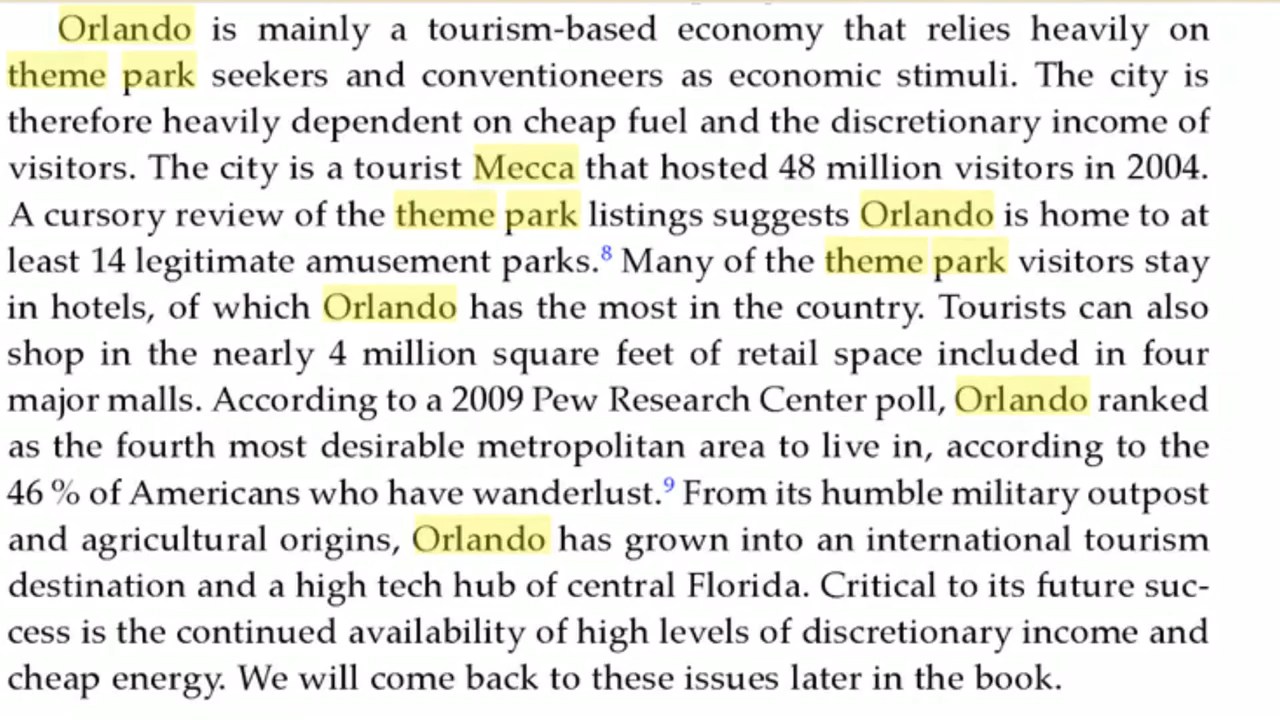 Orlando is mainly a tourism-based economy that relies heavily on
theme park seekers and conventioneers as economic stimuli. The city is
therefore heavily dependent on cheap fuel and the discretionary income of
visitors. The city is a tourist Mecca that hosted 48 million visitors in 2004.
A cursory review of the theme park listings suggests Orlando is home to at
least 14 legitimate amusement parks.8 Many of the theme park visitors stay
in hotels, of which Orlando has the most in the country. Tourists can also
shop in the nearly 4 million square feet of retail space included in four
major malls. According to a 2009 Pew Research Center poll, Orlando ranked
as the fourth most desirable metropolitan area to live in, according to the
46 % of Americans who have wanderlust.9 From its humble military outpost
and agricultural origins, Orlando has grown into an international tourism
destination and a high tech hub of central Florida. Critical to its future suc-
cess is the continued availability of high levels of discretionary income and
cheap energy. We will come back to these issues later in the book.